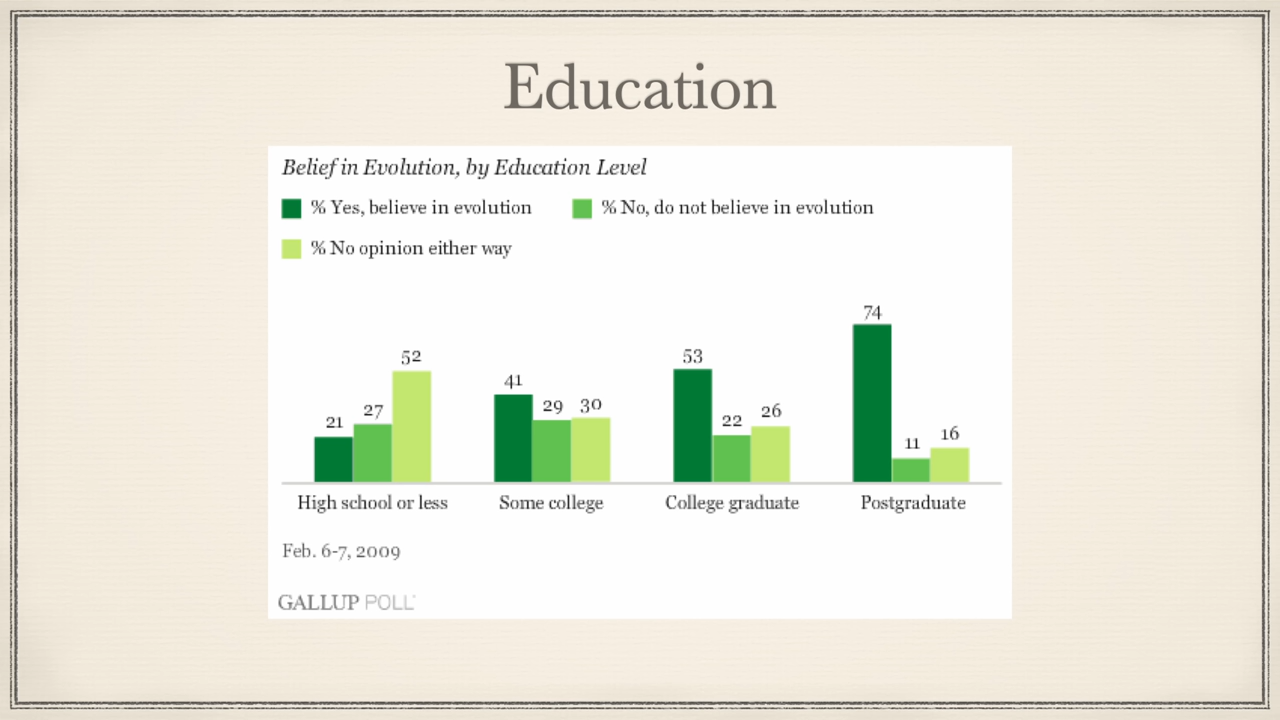 Education
Belief in Evolution, by Education Level
% Yes, believe in evolution % No, do not believe in evolution
% No opinion either way
21 27 52 41 29 30 53 22 26 74 11 16
High school or less Some college College graduate Postgraduate
Feb. 6-7, 2009
GALLUP POLL